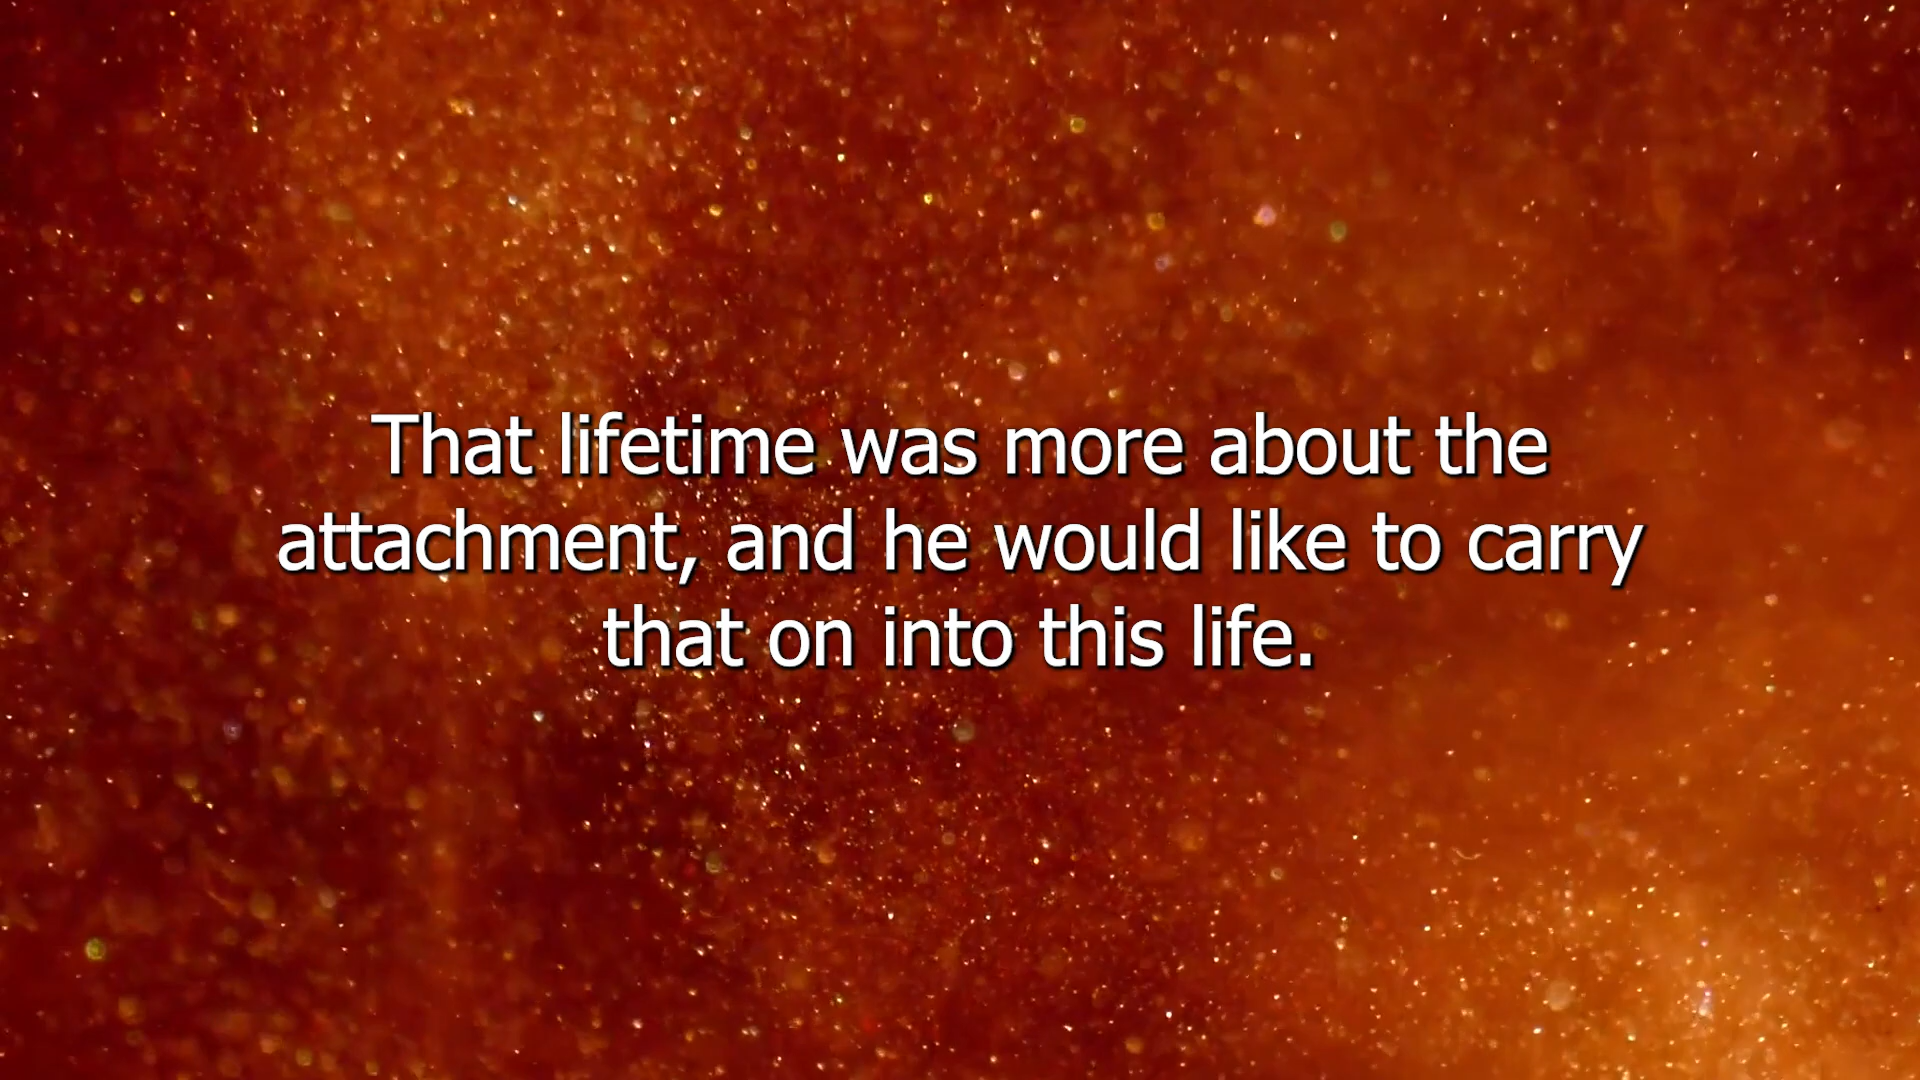 That lifetime was more about the
attachment, and he would like to carry
that on into this life.